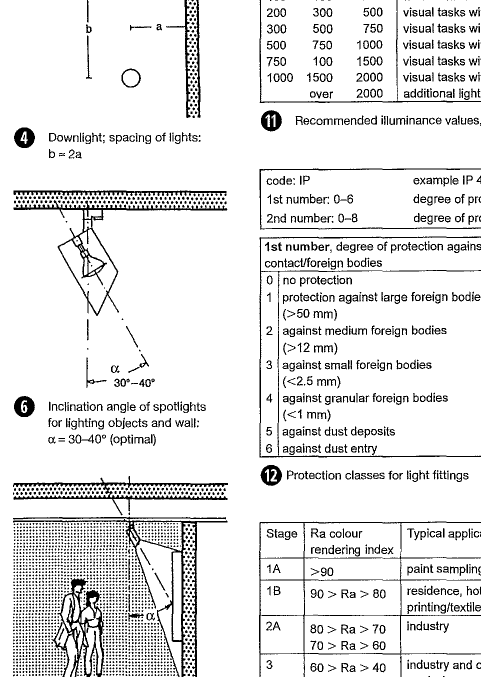 b
a
4 Downlight; spacing of lights:
b = 2a
α
30°–40°
6 Inclination angle of spotlights
for lighting objects and wall:
α = 30–40° (optimal)
α
200 300 500 visual tasks
300 500 750 visual tasks
500 750 1000 visual tasks
750 100 1500 visual tasks
1000 1500 2000 visual tasks
over 2000 additional light
11 Recommended illuminance values,
code: IP example IP 4
1st number: 0–6 degree of
2nd number: 0–8 degree of
1st number, degree of protection agains
contact/foreign bodies
0 no protection
1 protection against large foreign bodie
(>50 mm)
2 against medium foreign bodies
(>12 mm)
3 against small foreign bodies
(<2.5 mm)
4 against granular foreign bodies
(<1 mm)
5 against dust deposits
6 against dust entry
12 Protection classes for light fittings
Stage Ra colour Typical applica
rendering index
1A >90 paint sampling
1B 90 > Ra > 80 residence, hot
printing/textile
2A 80 > Ra > 70 industry
70 > Ra > 60
3 60 > Ra > 40 industry and